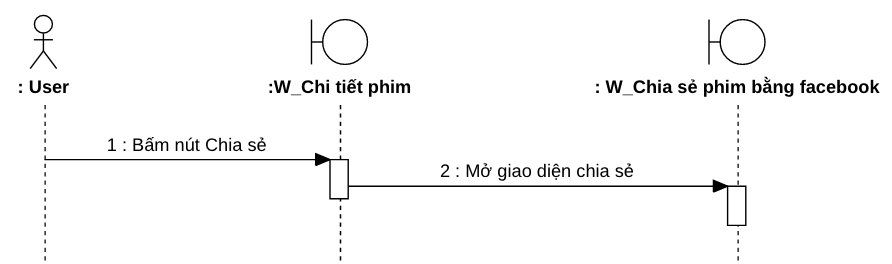 : User
:W_Chi tiết phim
: W_Chia sẻ phim bằng facebook
1 : Bấm nút Chia sẻ
2 : Mở giao diện chia sẻ